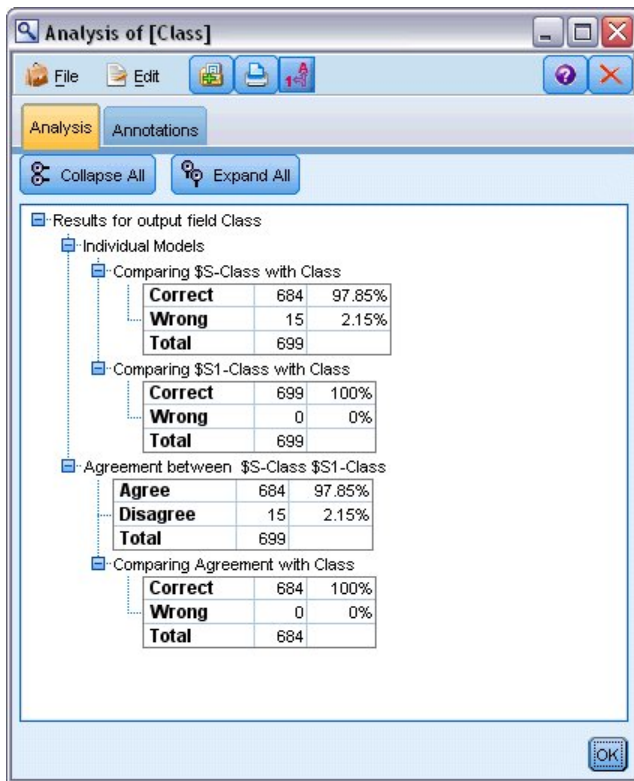 Analysis of [Class]
File Edit
Analysis Annotations
Collapse All Expand All
Results for output field Class
Individual Models
Comparing $S-Class with Class
Correct 684 97.85%
Wrong 15 2.15%
Total 699
Comparing $S1-Class with Class
Correct 699 100%
Wrong 0 0%
Total 699
Agreement between $S-Class $S1-Class
Agree 684 97.85%
Disagree 15 2.15%
Total 699
Comparing Agreement with Class
Correct 684 100%
Wrong 0 0%
Total 684
OK